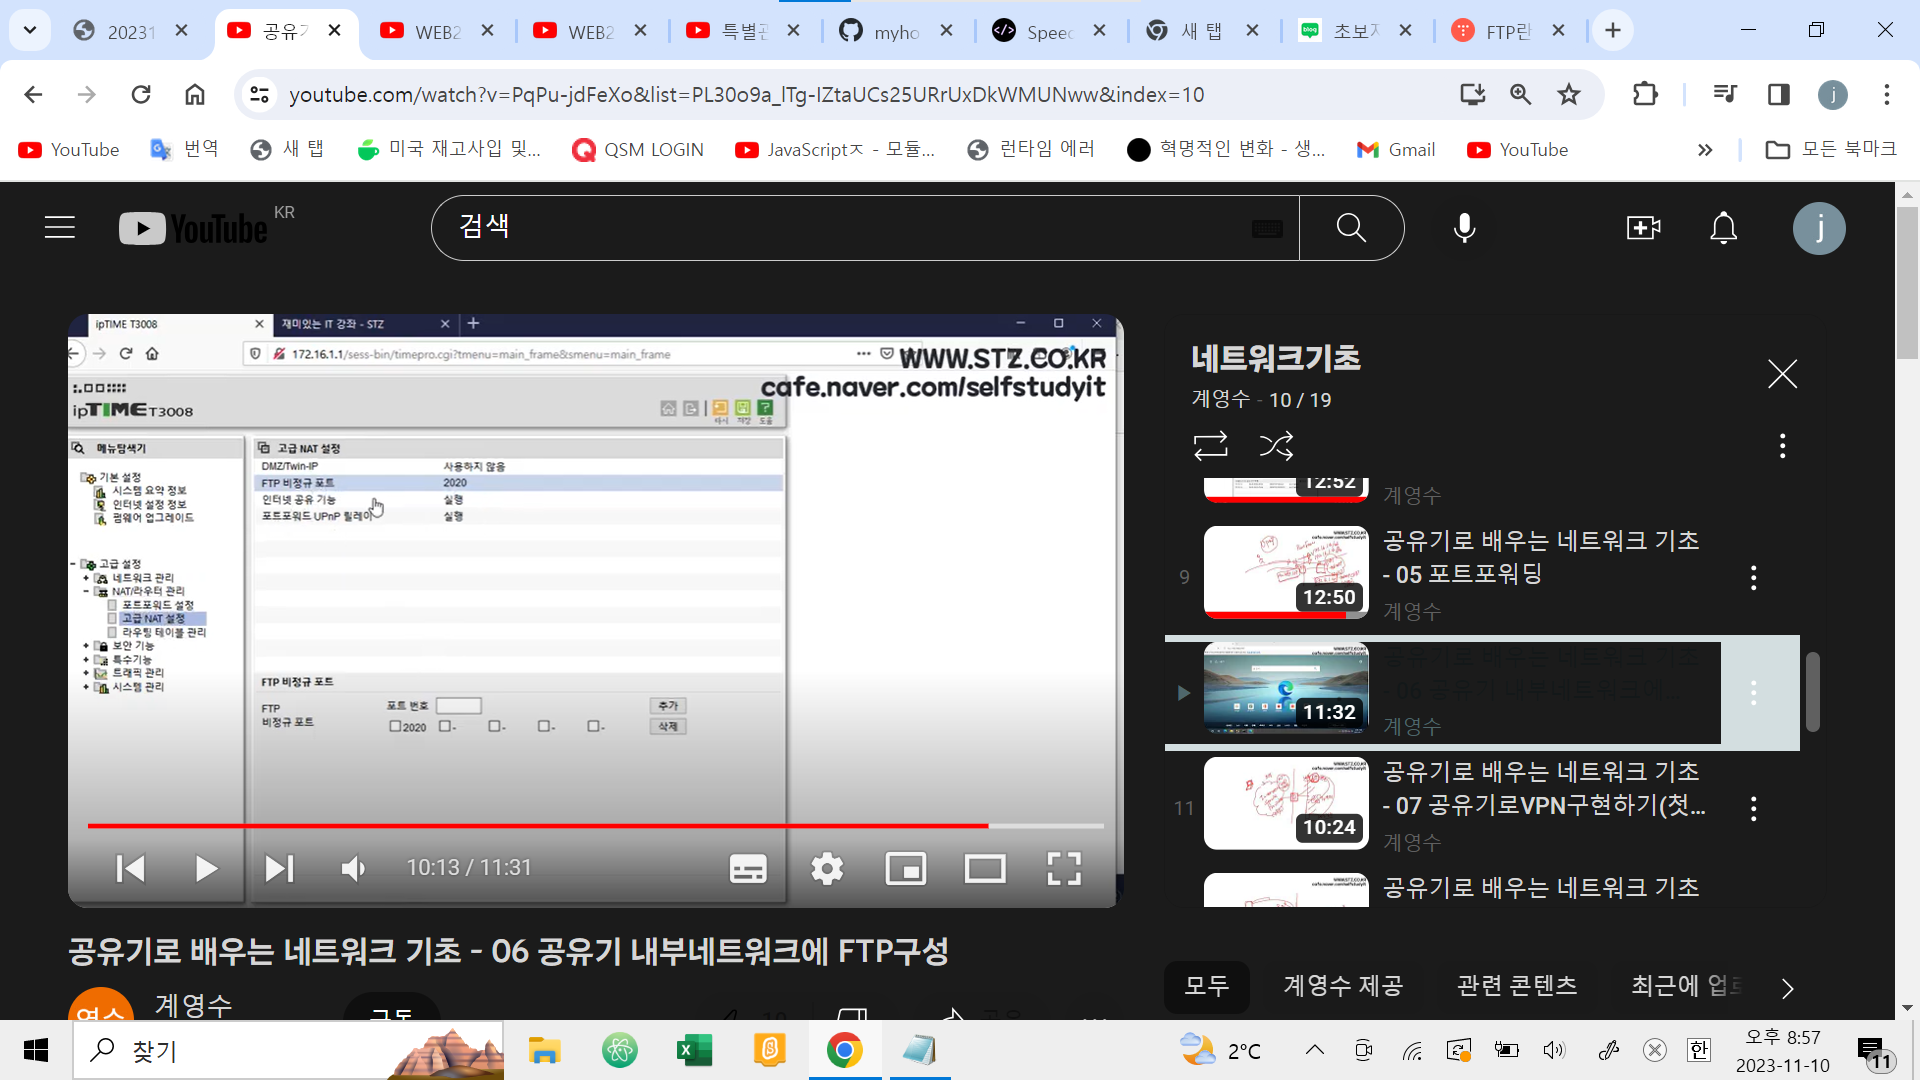 20231
공유기
WEB2
WEB2
특별관
myho
Speec
새 탭
초보자
FTP란
youtube.com/watch?v=PqPu-jdFeXo&list=PL30o9a_lTg-IZtaUCs25URrUxDkWMUNww&index=10
j
YouTube
번역
새 탭
미국 재고사입 및...
QSM LOGIN
JavaScriptㅈ - 모듈...
런타임 에러
혁명적인 변화 - 생...
Gmail
YouTube
모든 북마크
YouTube KR
검색
j
ipTIME T3008
재미있는 IT 강좌 - STZ
172.16.1.1/sess-bin/timepro.cgi?tmenu=main_frame&smenu=main_frame
WWW.STZ.CO.KR
cafe.naver.com/selfstudyit
ipTIME T3008
저장
도움
메뉴탐색기
기본 설정
시스템 요약 정보
인터넷 설정 정보
펌웨어 업그레이드
고급 설정
네트워크 관리
NAT/라우터 관리
포트포워드 설정
고급 NAT 설정
라우팅 테이블 관리
보안 기능
특수기능
트래픽 관리
시스템 관리
고급 NAT 설정
DMZ/Twin-IP 사용하지 않음
FTP 비정규 포트 2020
인터넷 공유 기능 실행
포트포워드 UPnP 릴레이 실행
FTP 비정규 포트
FTP
비정규 포트
포트 번호
추가
2020 - - - -
삭제
10:13 / 11:31
네트워크기초
계영수 - 10 / 19
12:52
계영수
9
12:50
공유기로 배우는 네트워크 기초
- 05 포트포워딩
계영수
11:32
공유기로 배우는 네트워크 기초
- 06 공유기 내부네트워크에...
계영수
11
10:24
공유기로 배우는 네트워크 기초
- 07 공유기로VPN구현하기(첫...
계영수
공유기로 배우는 네트워크 기초
공유기로 배우는 네트워크 기초 - 06 공유기 내부네트워크에 FTP구성
연수
계영수
구독
19
공유
모두
계영수 제공
관련 콘텐츠
최근에 업로
찾기
2°C
한
오후 8:57
2023-11-10
11